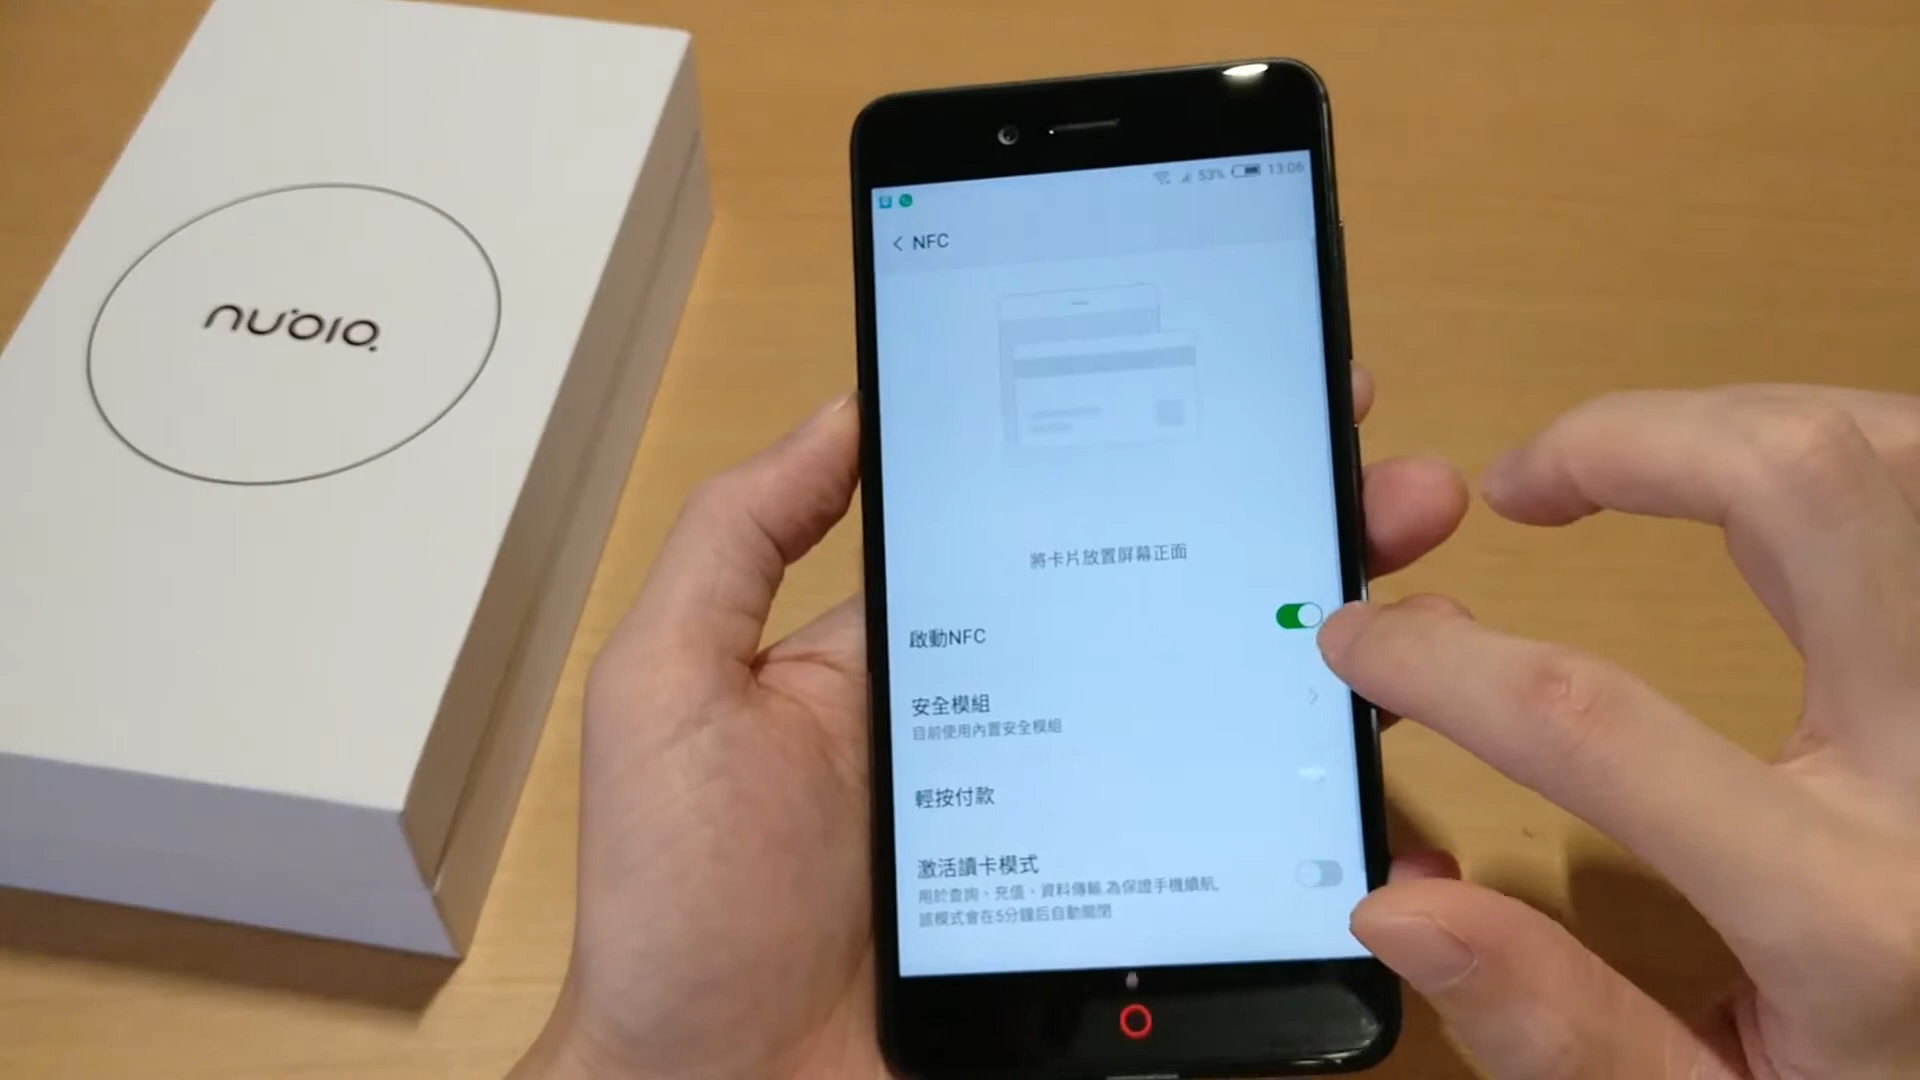 nubia
53% 13:06
NFC
將卡片放置屏幕正面
啟動NFC
安全模組
目前使用內置安全模組
輕按付款
激活讀卡模式
用於查詢、充值、資料傳輸,為保證手機續航,
該模式會在5分鐘后自動關閉